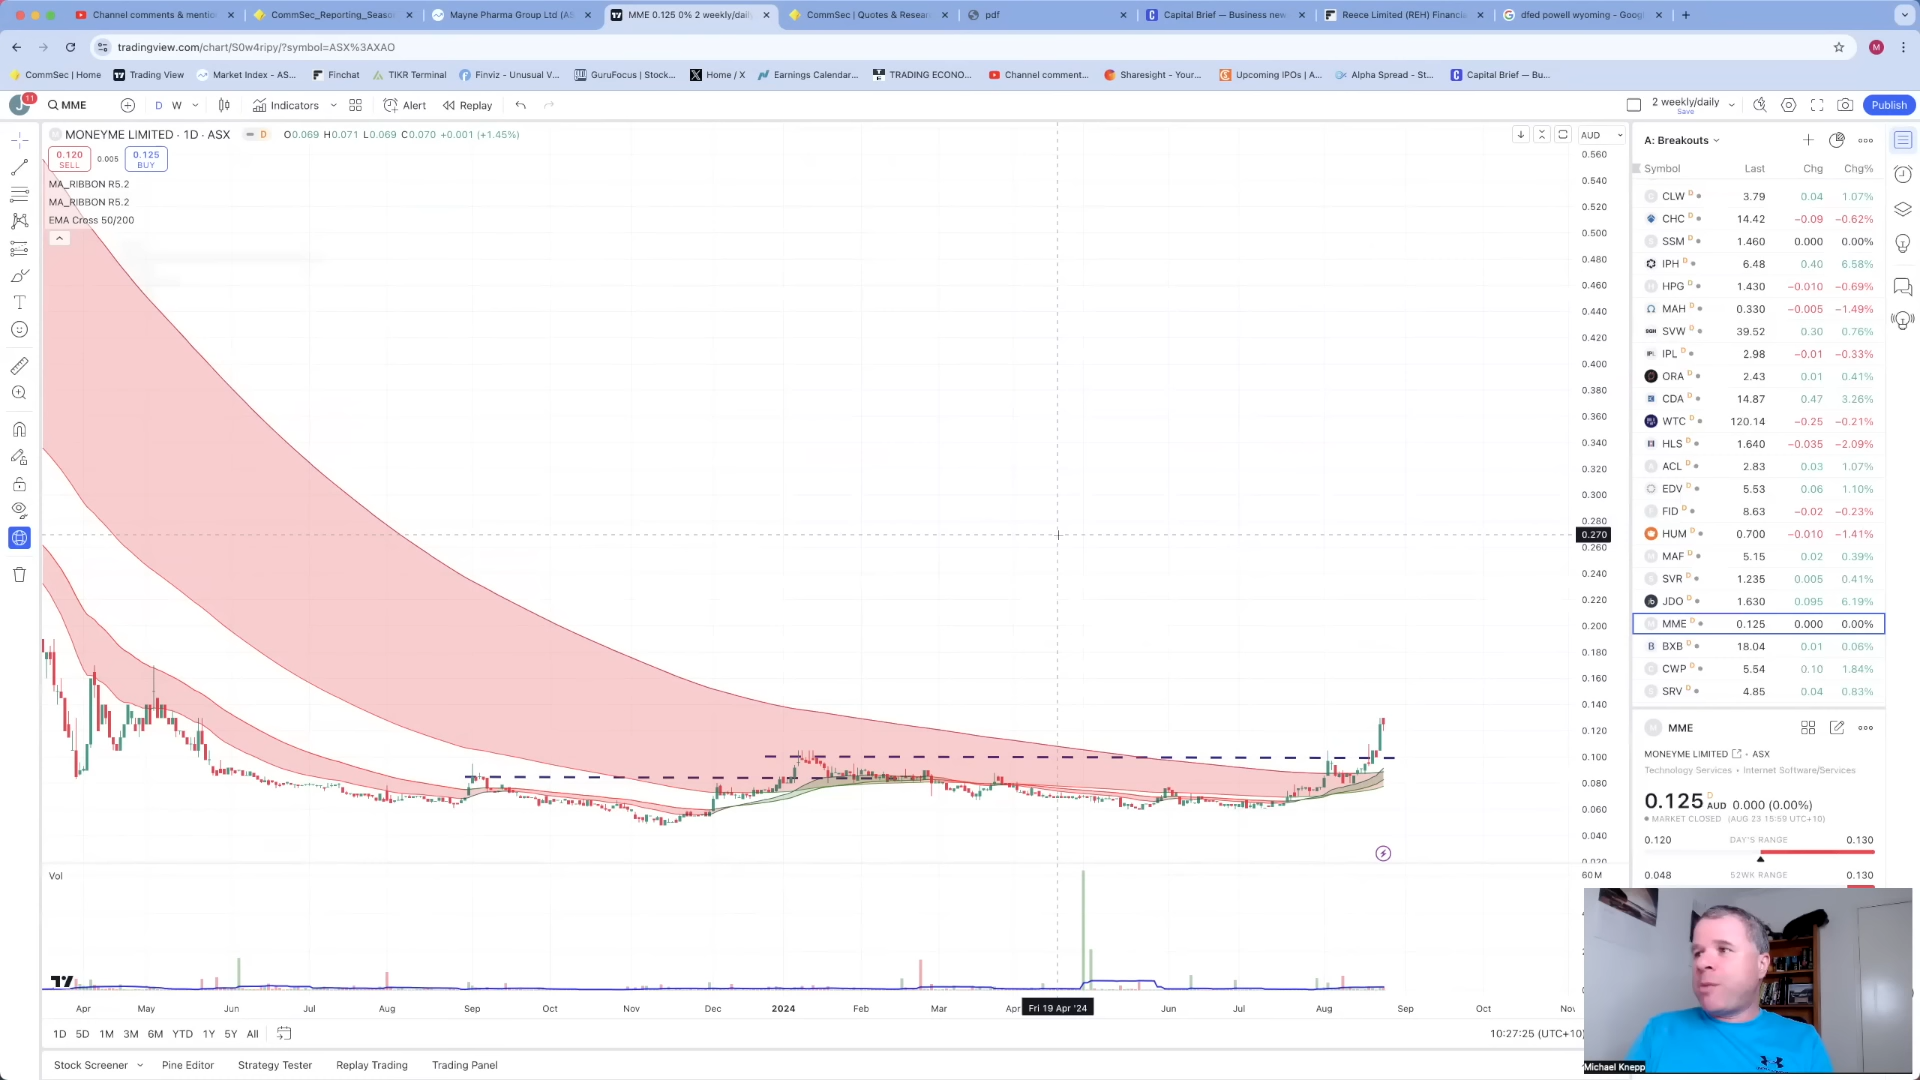 Channel comments & mentio
CommSec_Reporting_Seaso
Mayne Pharma Group Ltd (AS
MME 0.125 0% 2 weekly/daily
CommSec | Quotes & Resear
pdf
Capital Brief — Business new
Reece Limited (REH) Financia
dfed powell wyoming - Goog
tradingview.com/chart/S0w4ripy/?symbol=ASX%3AXAO
M
CommSec | Home
Trading View
Market Index - AS...
Finchat
TIKR Terminal
Finviz - Unusual V...
GuruFocus | Stock...
Home / X
Earnings Calendar...
TRADING ECONO...
Channel comment...
Sharesight - Your...
Upcoming IPOs | A...
Alpha Spread - St...
Capital Brief — Bu...
J 11 MME D W Indicators Alert Replay
2 weekly/daily
Save
Publish
MONEYME LIMITED · 1D · ASX D O0.069 H0.071 L0.069 C0.070 +0.001 (+1.45%)
0.120 SELL 0.005 0.125 BUY
MA_RIBBON R5.2
MA_RIBBON R5.2
EMA Cross 50/200
AUD
0.560
0.540
0.520
0.500
0.480
0.460
0.440
0.420
0.400
0.380
0.360
0.340
0.320
0.300
0.280
0.270
0.260
0.240
0.220
0.200
0.180
0.160
0.140
0.120
0.100
0.080
0.060
0.040
0.020
60 M
Vol
Apr May Jun Jul Aug Sep Oct Nov Dec 2024 Feb Mar Apr Fri 19 Apr '24 Jun Jul Aug Sep Oct Nov
1D 5D 1M 3M 6M YTD 1Y 5Y All
10:27:25 (UTC+10)
Stock Screener Pine Editor Strategy Tester Replay Trading Trading Panel
A: Breakouts
Symbol Last Chg Chg%
CLW D 3.79 0.04 1.07%
CHC D 14.42 −0.09 −0.62%
SSM D 1.460 0.000 0.00%
IPH D 6.48 0.40 6.58%
HPG D 1.430 −0.010 −0.69%
MAH D 0.330 −0.005 −1.49%
SVW D 39.52 0.30 0.76%
IPL D 2.98 −0.01 −0.33%
ORA D 2.43 0.01 0.41%
CDA D 14.87 0.47 3.26%
WTC D 120.14 −0.25 −0.21%
HLS D 1.640 −0.035 −2.09%
ACL D 2.83 0.03 1.07%
EDV D 5.53 0.06 1.10%
FID D 8.63 −0.02 −0.23%
HUM D 0.700 −0.010 −1.41%
MAF D 5.15 0.02 0.39%
SVR D 1.235 0.005 0.41%
JDO D 1.630 0.095 6.19%
MME D 0.125 0.000 0.00%
BXB D 18.04 0.01 0.06%
CWP D 5.54 0.10 1.84%
SRV D 4.85 0.04 0.83%
MME
MONEYME LIMITED · ASX
Technology Services • Internet Software/Services
0.125 D AUD 0.000 (0.00%)
MARKET CLOSED (AUG 23 15:59 UTC+10)
0.120 DAY'S RANGE 0.130
0.048 52WK RANGE 0.130
Michael Knepp